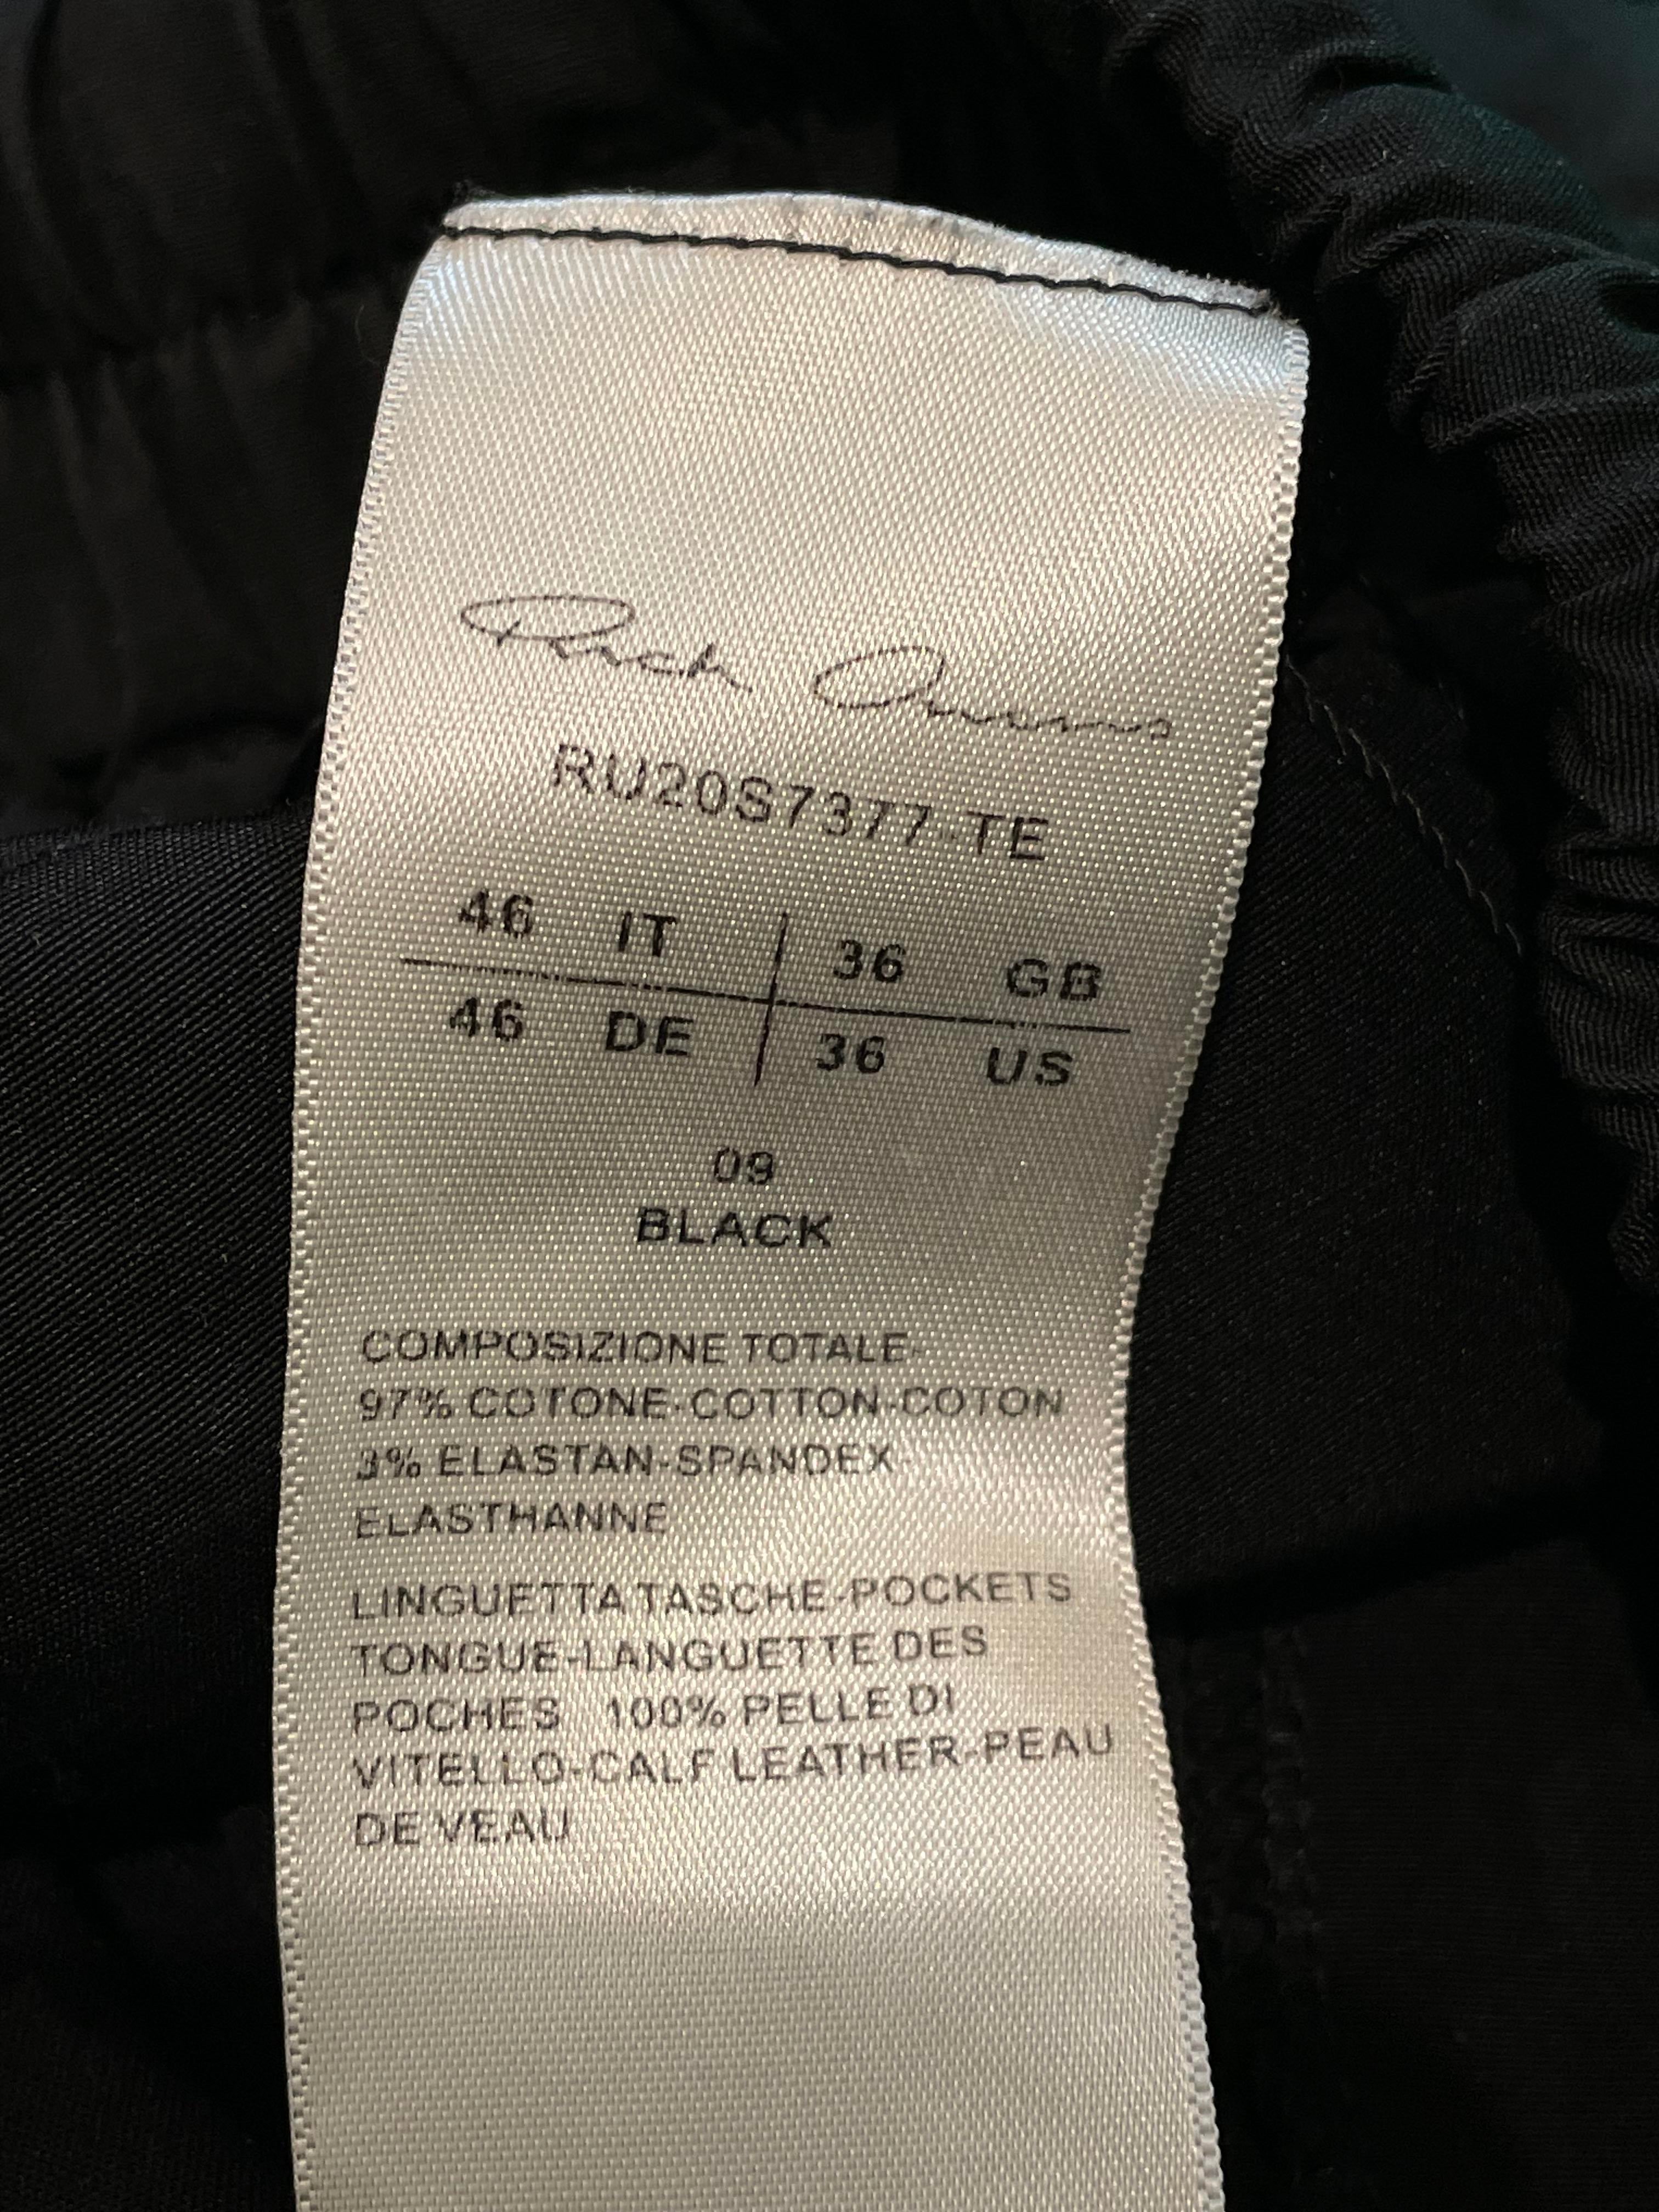 Rick Owens
RU20S7377-TE
46 IT 36 GB
46 DE 36 US
09
BLACK
COMPOSIZIONE TOTALE-
97% COTONE-COTTON-COTON
3% ELASTAN-SPANDEX-
ELASTHANNE
LINGUETTA TASCHE-POCKETS
TONGUE-LANGUETTE DES
POCHES 100% PELLE DI
VITELLO-CALF LEATHER-PEAU
DE VEAU